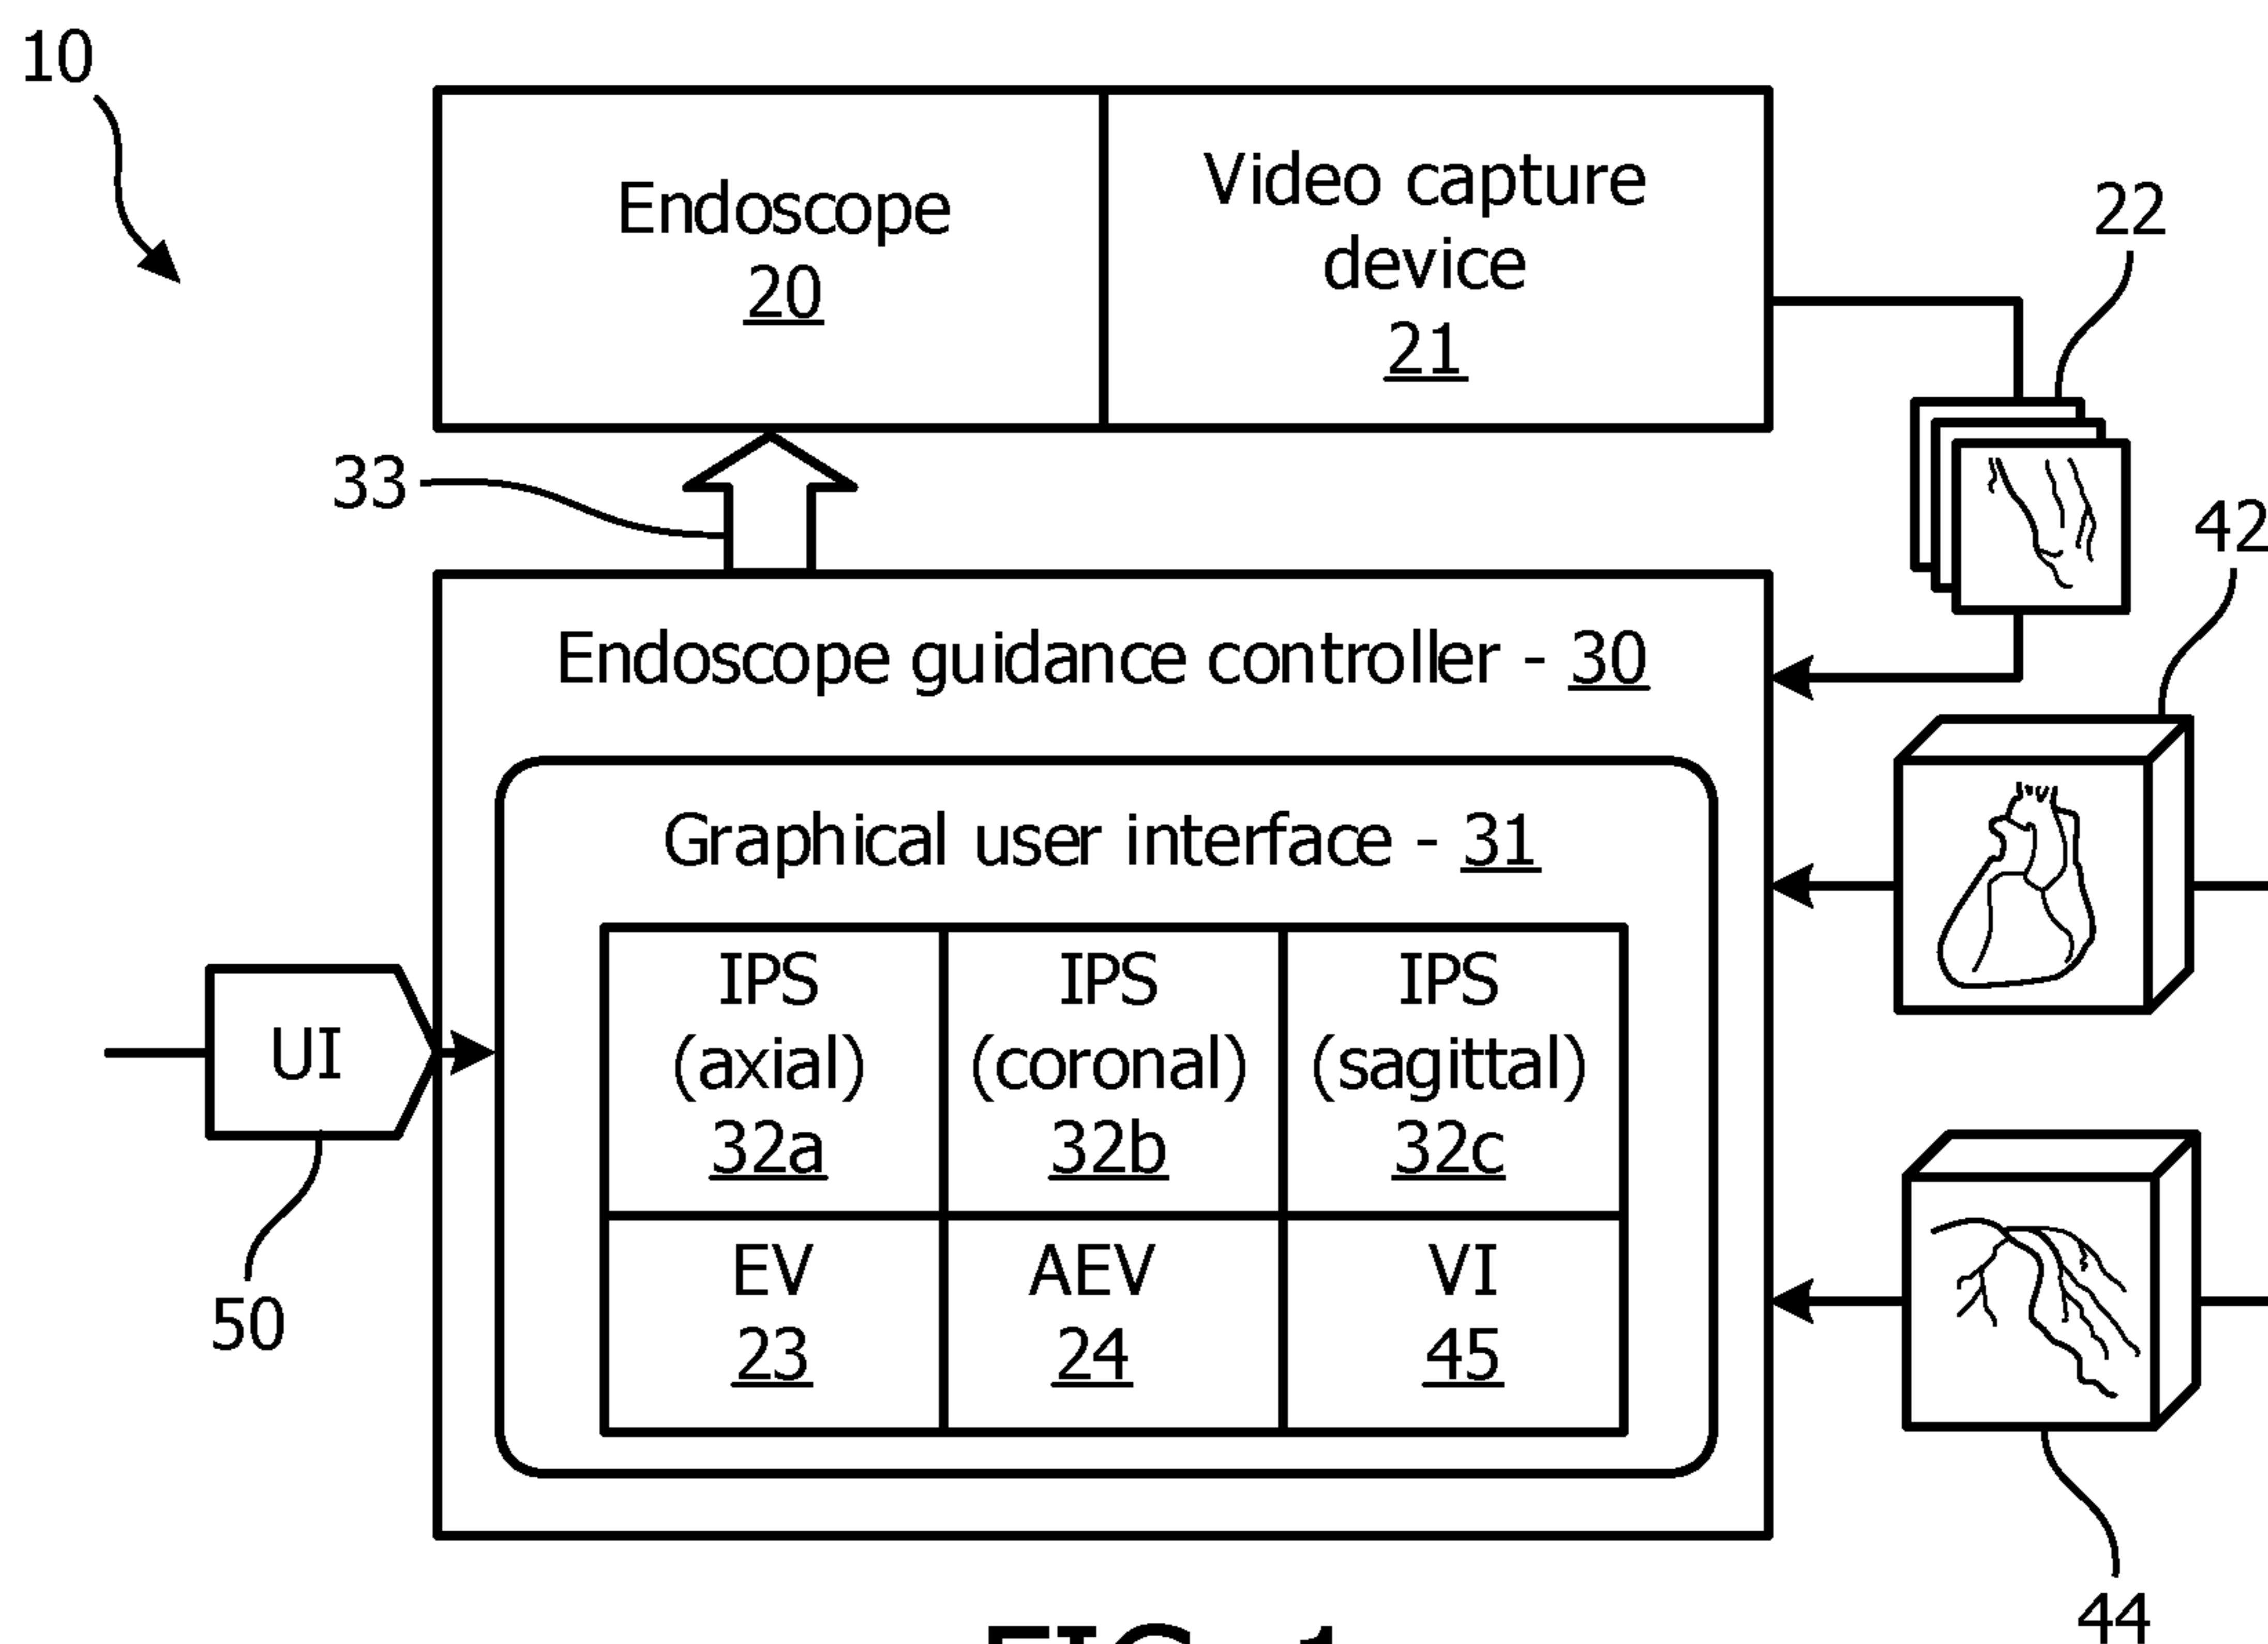 10
Endoscope
20
Video capture
device
21
22
33
42
Endoscope guidance controller - 30
Graphical user interface - 31
IPS
(axial)
32a
IPS
(coronal)
32b
IPS
(sagittal)
32c
UI
50
EV
23
AEV
24
VI
45
44